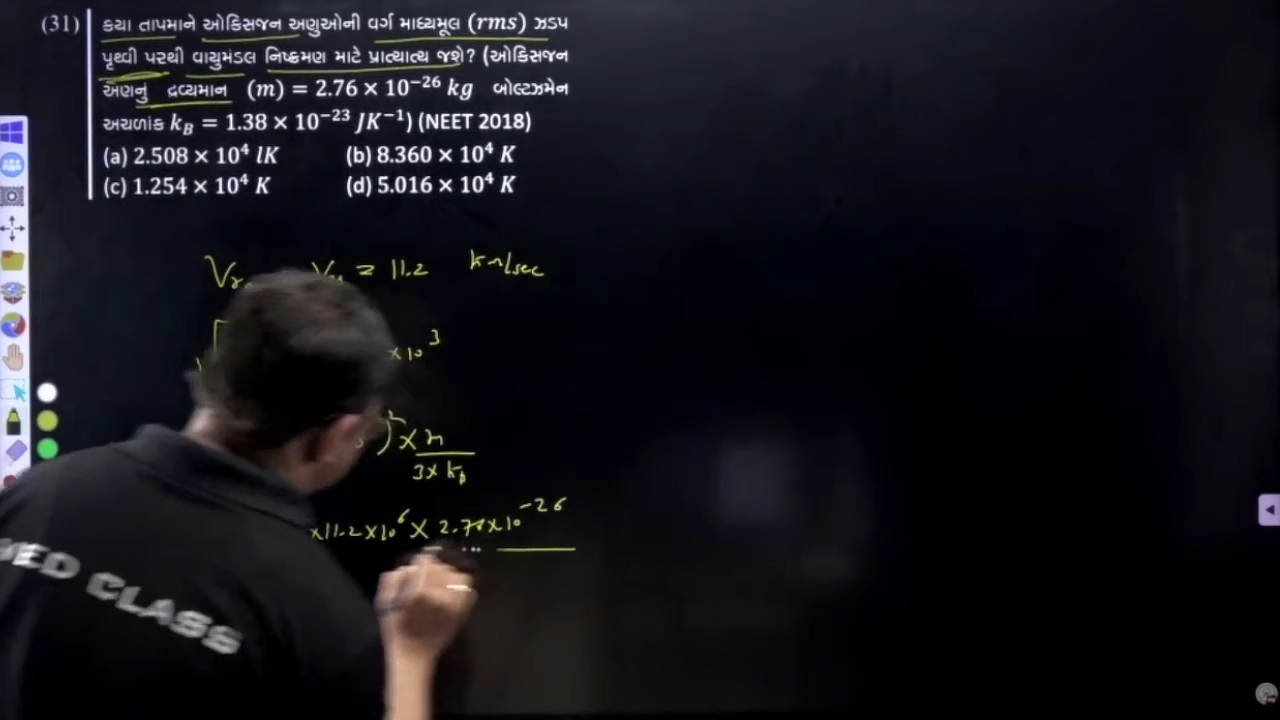 (31) કયા તાપમાને ઓક્સિજન અણુઓની વર્ગ માધ્યમૂલ (rms) ઝડપ
પૃથ્વી પરથી વાયુમંડલ નિષ્ક્રમણ માટે પ્રાત્યાત્ય જશે? (ઓક્સિજન
અણનું દ્રવ્યમાન (m) = 2.76 × 10⁻²⁶ kg બોલ્ટઝમેન
અચળાંક k_B = 1.38 × 10⁻²³ JK⁻¹) (NEET 2018)
(a) 2.508 × 10⁴ lK (b) 8.360 × 10⁴ K
(c) 1.254 × 10⁴ K (d) 5.016 × 10⁴ K
= 11.2 km/sec
×10³
)² × m
3× k_B
×11.2×10⁶ × 2.76×10⁻²⁶
CLASS